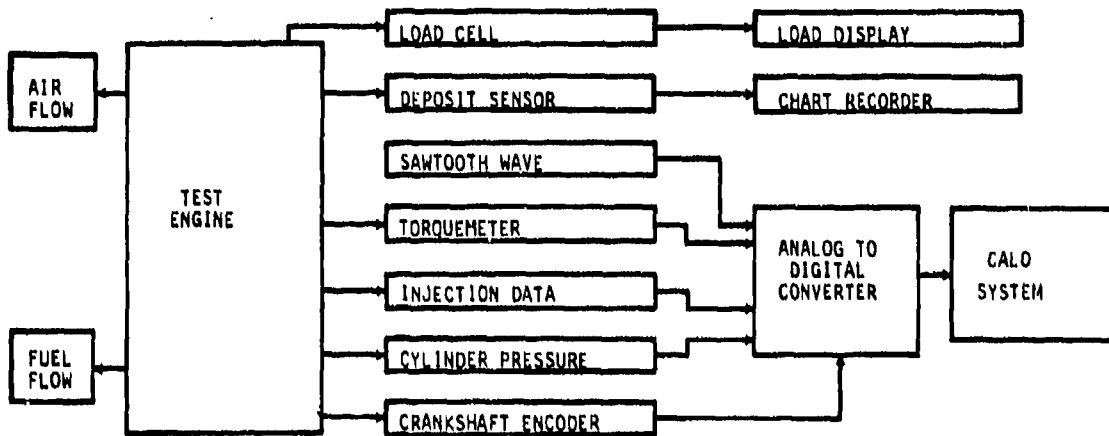 AIR
FLOW
FUEL
FLOW
TEST
ENGINE
LOAD CELL
LOAD DISPLAY
DEPOSIT SENSOR
CHART RECORDER
SAWTOOTH WAVE
TORQUEMETER
INJECTION DATA
CYLINDER PRESSURE
CRANKSHAFT ENCODER
ANALOG TO
DIGITAL
CONVERTER
CALO
SYSTEM